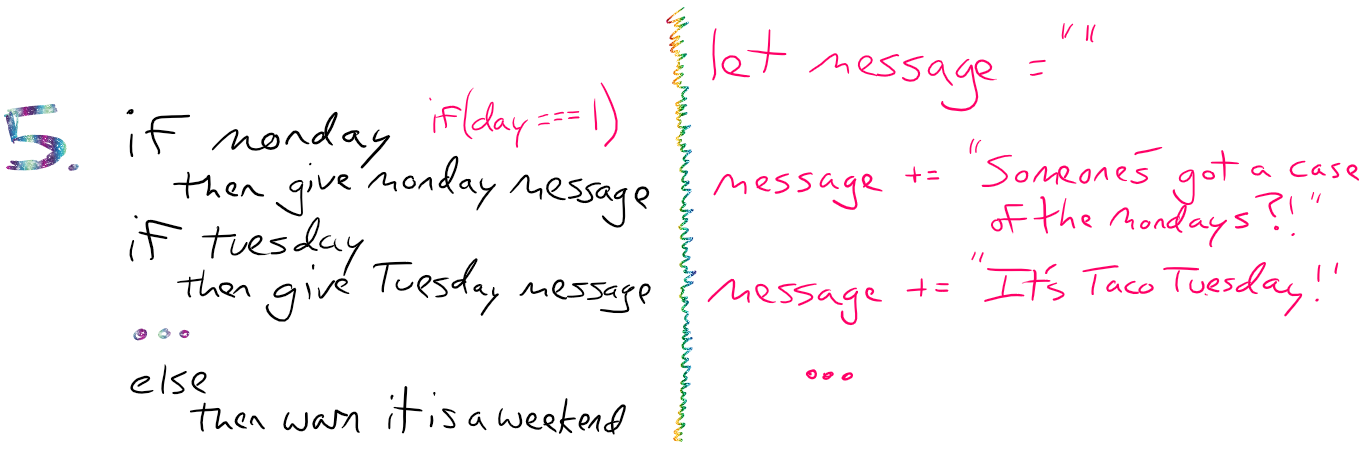 5. if monday if(day === 1)
then give monday message
if tuesday
then give Tuesday message
...
else
then warn it is a weekend
let message = ""
message += "Someone's got a case
of the mondays?!"
message += "It's Taco Tuesday!"
...